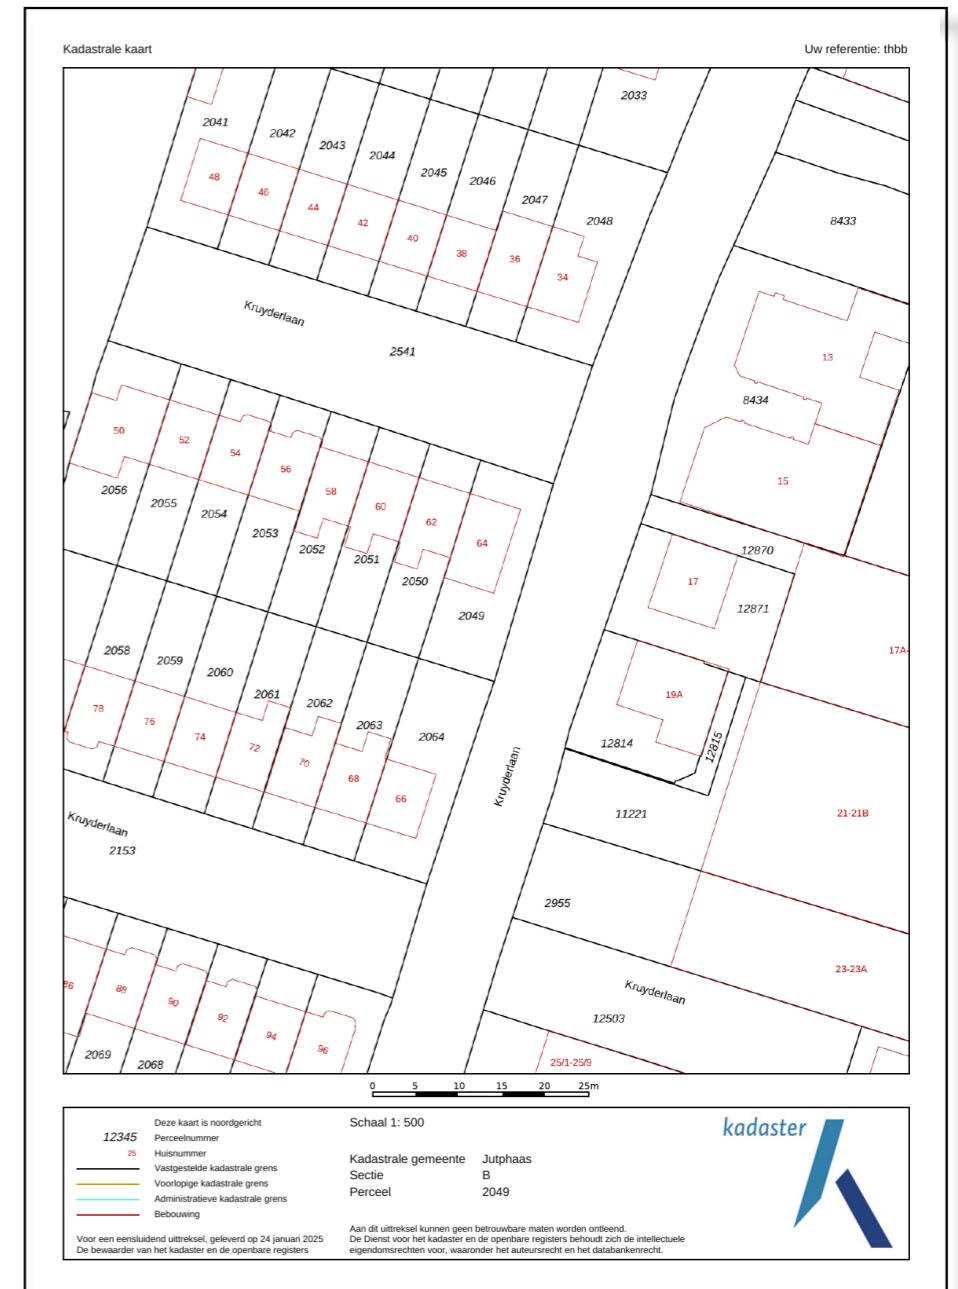 Kadastrale kaart
Uw referentie: thbb
2033
2041
2042
2043
2044
2045
2046
2047
2048
8433
48
46
44
42
40
38
36
34
Kruyderlaan
2541
13
8434
15
50
52
54
56
58
60
62
64
2056
2055
2054
2053
2052
2051
2050
2049
12870
17
12871
17A-
2058
2059
2060
2061
2062
2063
2064
78
76
74
72
70
68
66
19A
12814
12815
Kruyderlaan
11221
21-21B
Kruyderlaan
2153
2955
23-23A
Kruyderlaan
12503
86
88
90
92
94
96
2069
2068
25/1-25/9
0 5 10 15 20 25m
Deze kaart is noordgericht
12345 Perceelnummer
25 Huisnummer
Vastgestelde kadastrale grens
Voorlopige kadastrale grens
Administratieve kadastrale grens
Bebouwing
Voor een eensluidend uittreksel, geleverd op 24 januari 2025
De bewaarder van het kadaster en de openbare registers
Schaal 1: 500
Kadastrale gemeente Jutphaas
Sectie B
Perceel 2049
Aan dit uittreksel kunnen geen betrouwbare maten worden ontleend.
De Dienst voor het kadaster en de openbare registers behoudt zich de intellectuele
eigendomsrechten voor, waaronder het auteursrecht en het databankenrecht.
kadaster